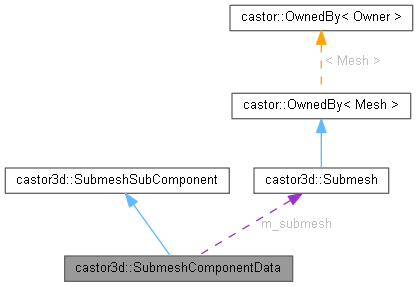 castor::OwnedBy< Owner >
< Mesh >
castor::OwnedBy< Mesh >
castor3d::SubmeshSubComponent
castor3d::Submesh
m_submesh
castor3d::SubmeshComponentData